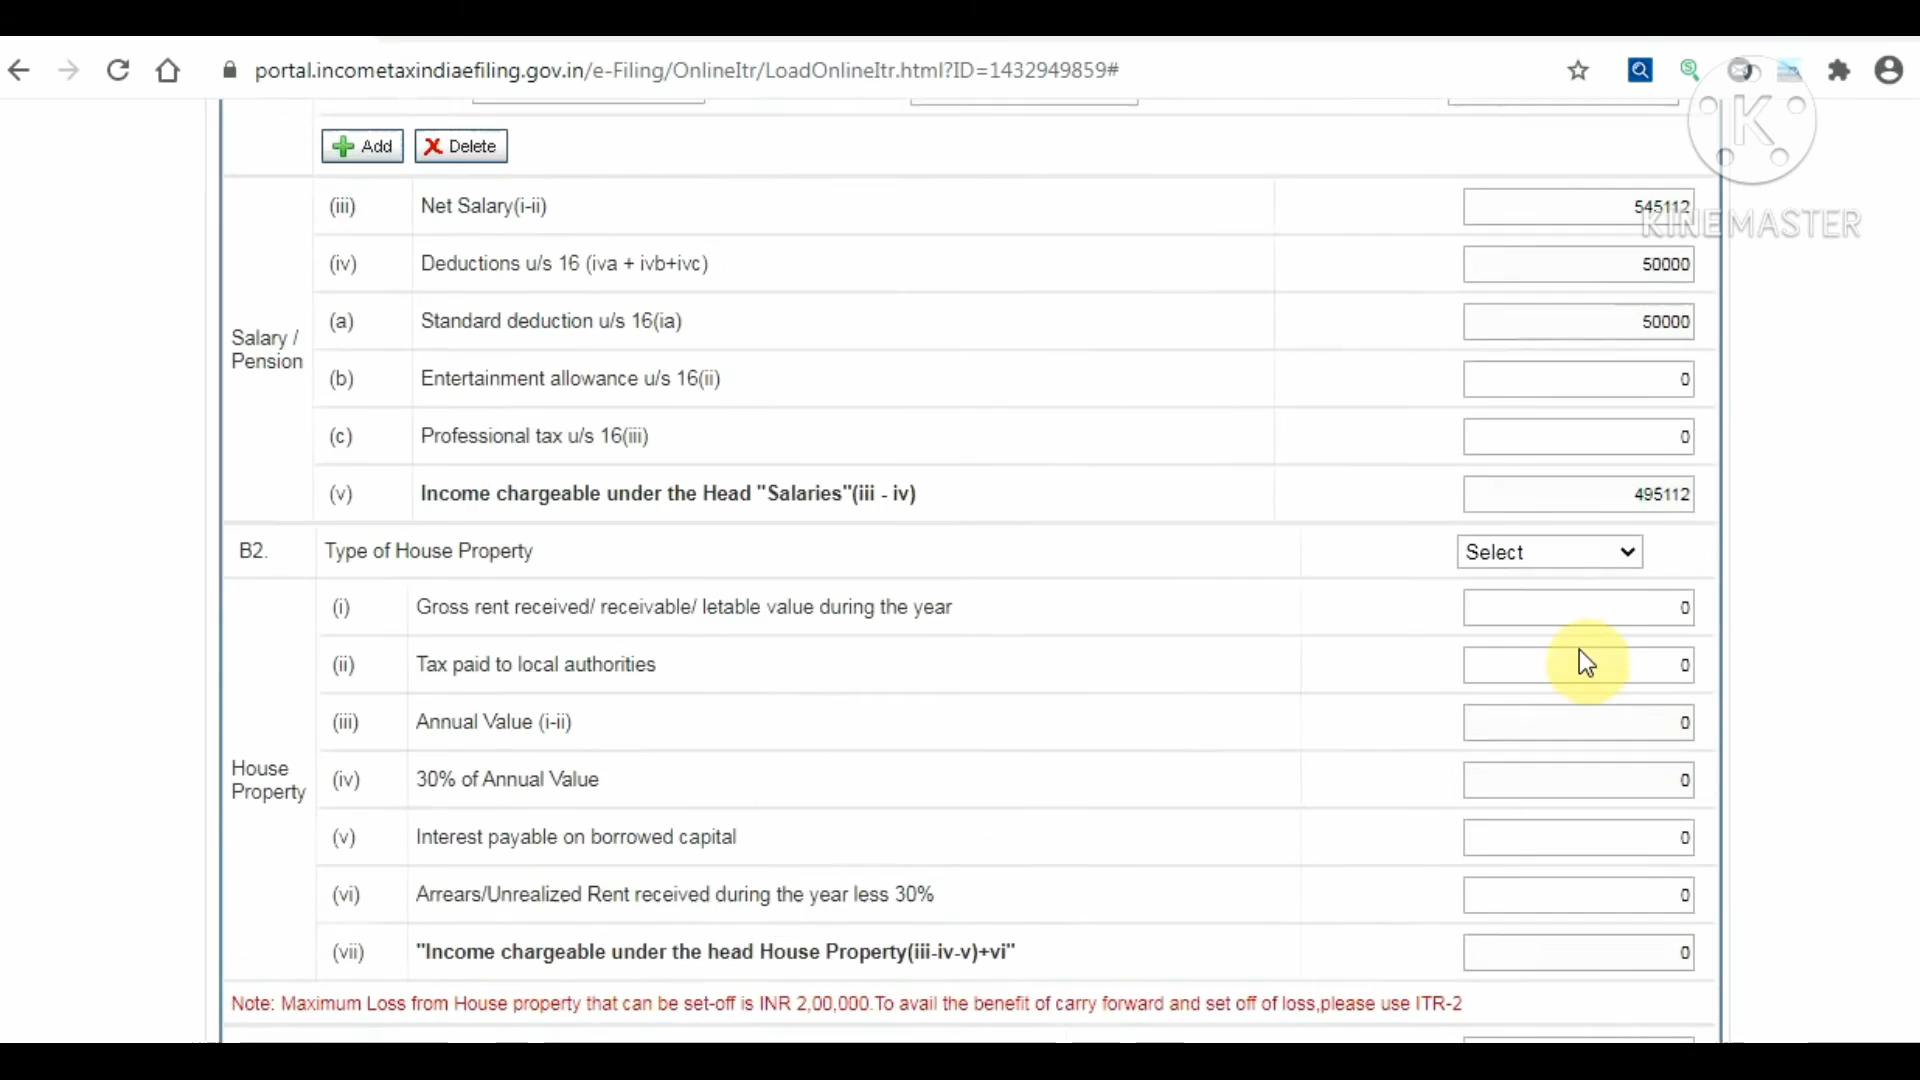 portal.incometaxindiaefiling.gov.in/e-Filing/OnlineItr/LoadOnlineItr.html?ID=1432949859#
Add Delete
K
KINEMASTER
(iii) Net Salary(i-ii) 545112
(iv) Deductions u/s 16 (iva + ivb+ivc) 50000
(a) Standard deduction u/s 16(ia) 50000
Salary /
Pension
(b) Entertainment allowance u/s 16(ii) 0
(c) Professional tax u/s 16(iii) 0
(v) Income chargeable under the Head "Salaries"(iii - iv) 495112
B2. Type of House Property Select
(i) Gross rent received/ receivable/ letable value during the year 0
(ii) Tax paid to local authorities 0
(iii) Annual Value (i-ii) 0
House
Property
(iv) 30% of Annual Value 0
(v) Interest payable on borrowed capital 0
(vi) Arrears/Unrealized Rent received during the year less 30% 0
(vii) "Income chargeable under the head House Property(iii-iv-v)+vi" 0
Note: Maximum Loss from House property that can be set-off is INR 2,00,000.To avail the benefit of carry forward and set off of loss,please use ITR-2